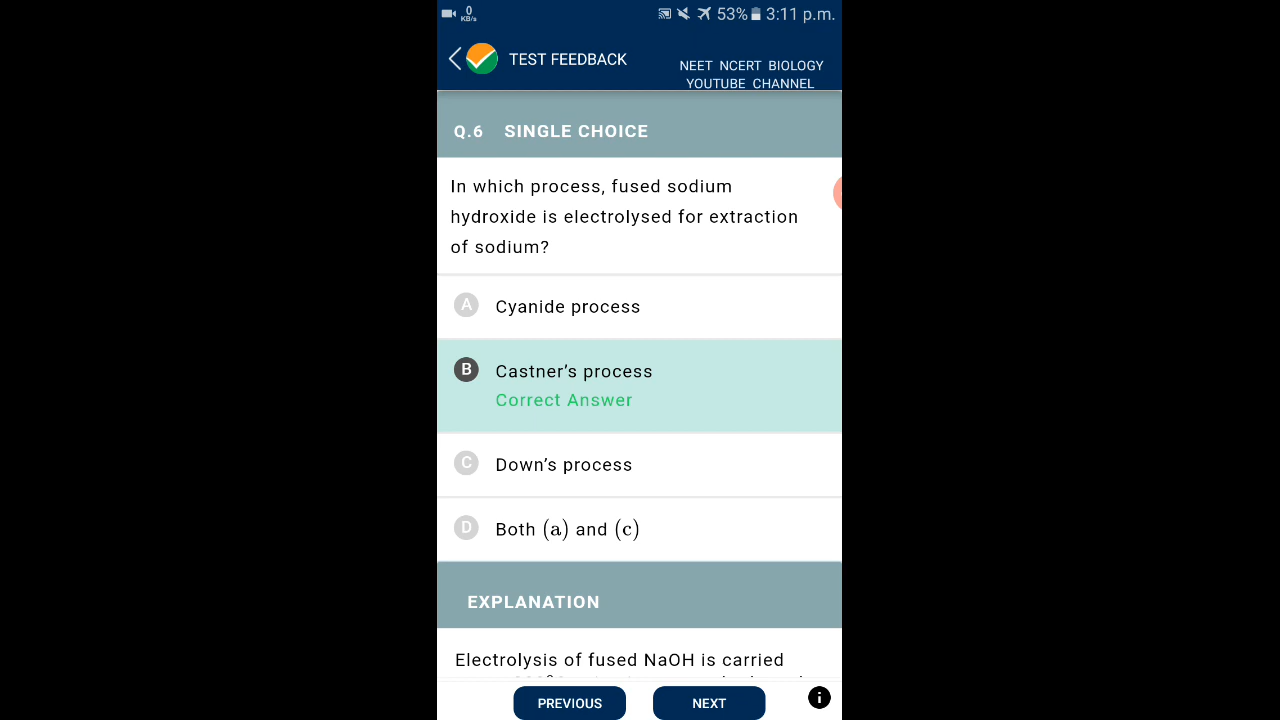 0
KB/s
53% 3:11 p.m.
TEST FEEDBACK
NEET NCERT BIOLOGY
YOUTUBE CHANNEL
Q.6 SINGLE CHOICE
In which process, fused sodium
hydroxide is electrolysed for extraction
of sodium?
A Cyanide process
B Castner’s process
Correct Answer
C Down’s process
D Both (a) and (c)
EXPLANATION
Electrolysis of fused NaOH is carried
PREVIOUS NEXT i